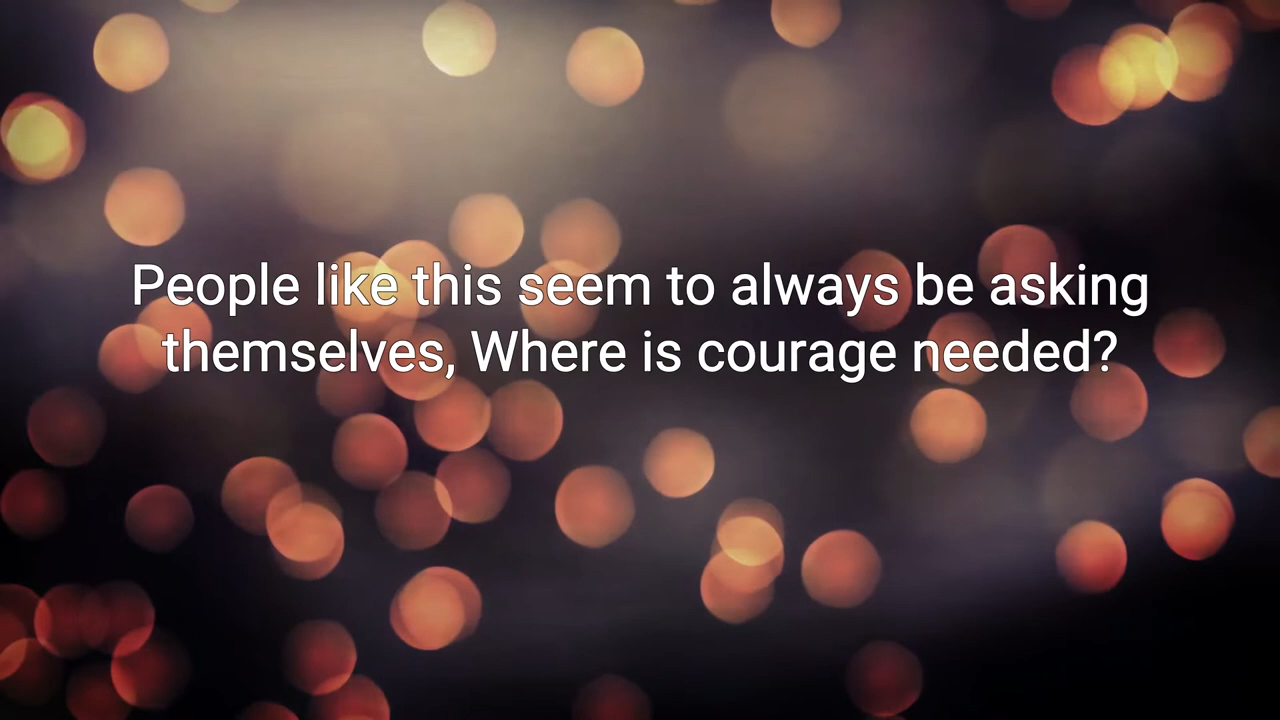 People like this seem to always be asking
themselves, Where is courage needed?